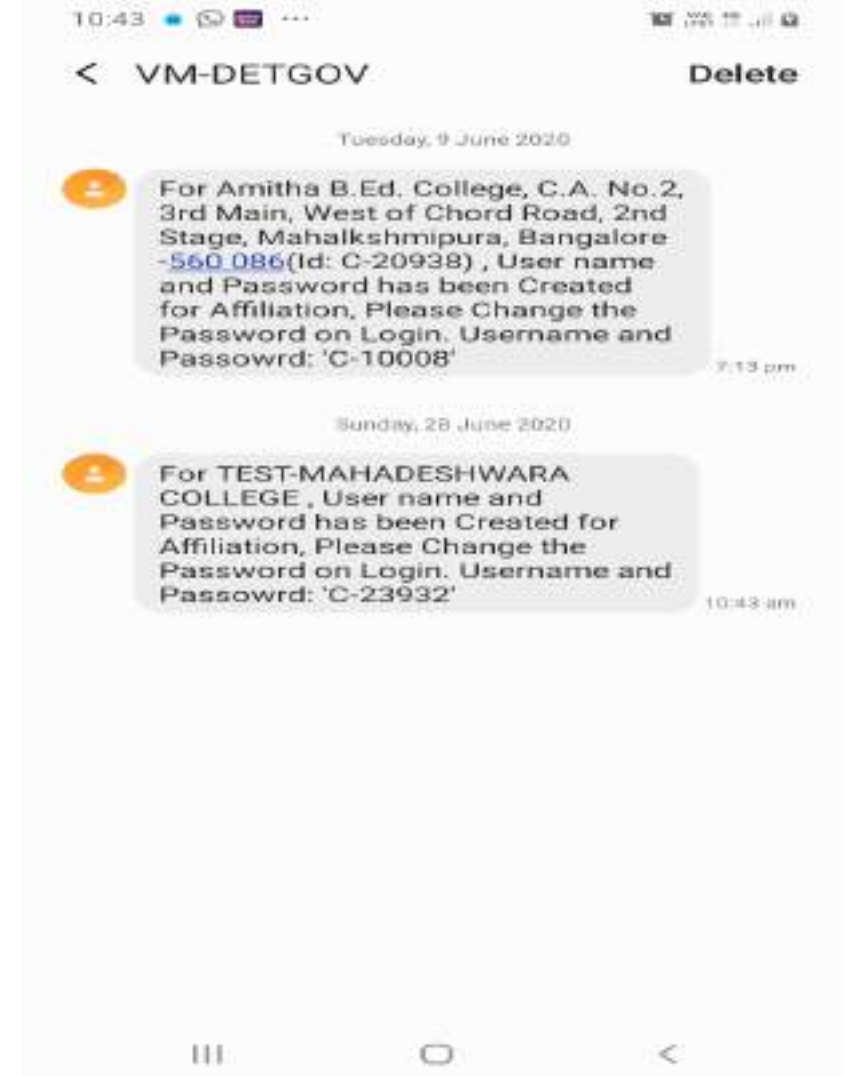 10:43
< VM-DETGOV Delete
Tuesday, 9 June 2020
For Amitha B.Ed. College, C.A. No.2,
3rd Main, West of Chord Road, 2nd
Stage, Mahalkshmipura, Bangalore
-560 086(Id: C-20938) , User name
and Password has been Created
for Affiliation, Please Change the
Password on Login. Username and
Passowrd: 'C-10008'
7:13 pm
Sunday, 28 June 2020
For TEST-MAHADESHWARA
COLLEGE , User name and
Password has been Created for
Affiliation, Please Change the
Password on Login. Username and
Passowrd: 'C-23932'
10:43 am